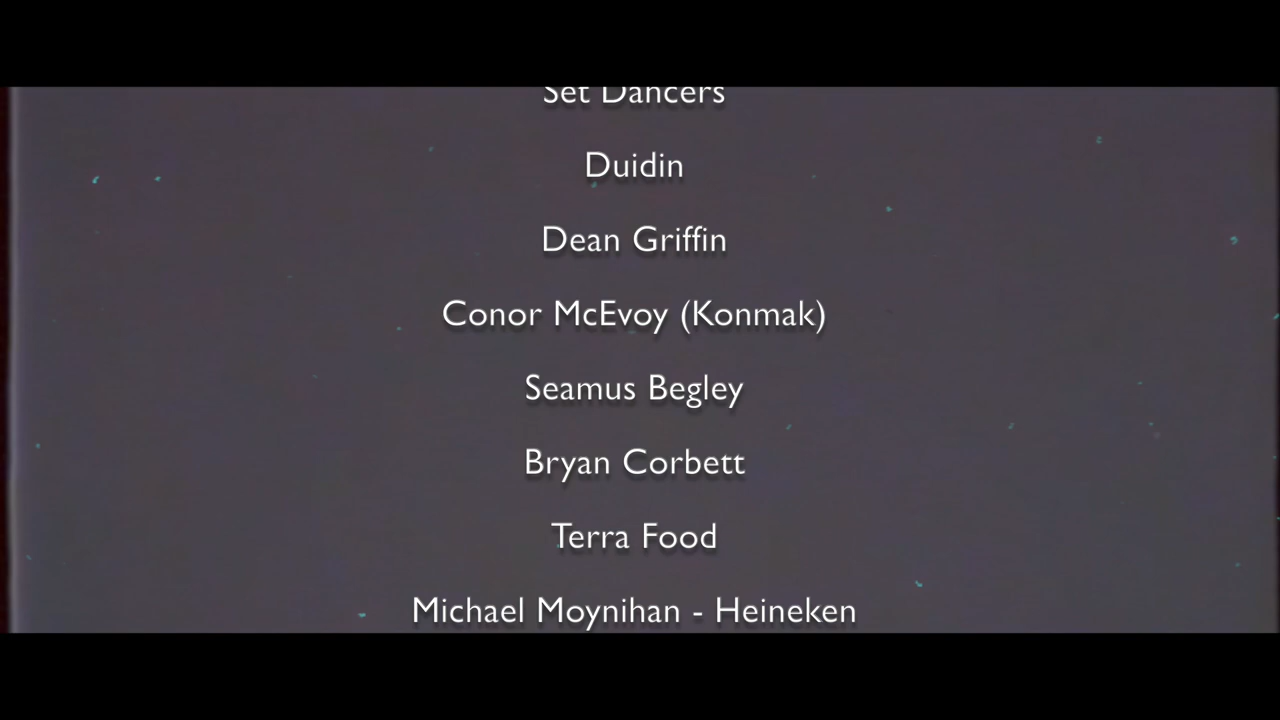 Set Dancers
Duidin
Dean Griffin
Conor McEvoy (Konmak)
Seamus Begley
Bryan Corbett
Terra Food
Michael Moynihan - Heineken